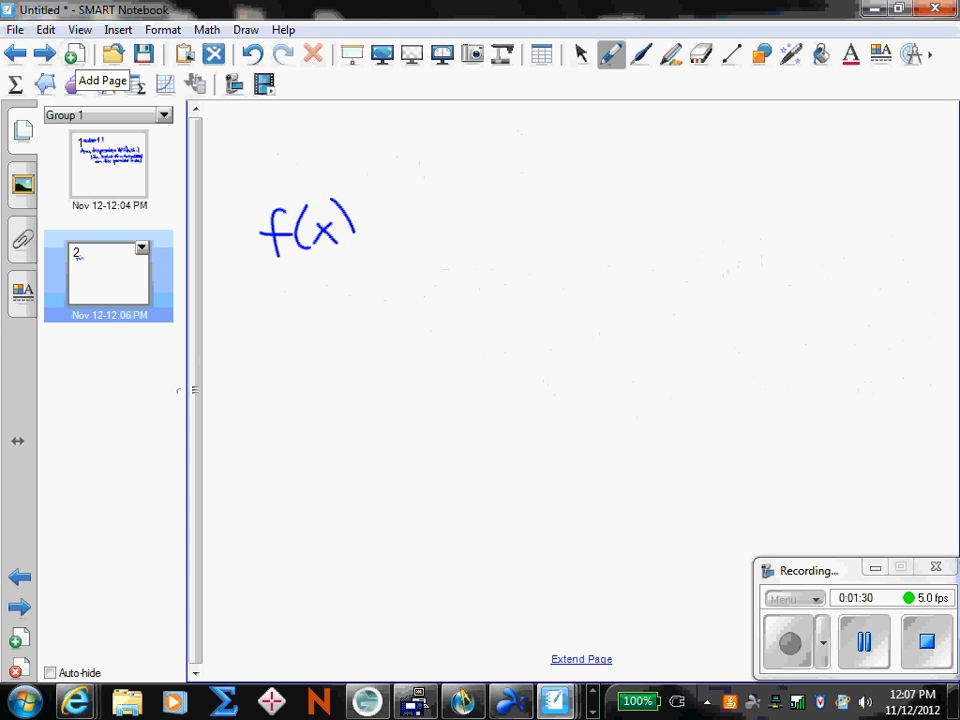 Untitled * - SMART Notebook
File Edit View Insert Format Math Draw Help
Add Page
Group 1
1
Nov 12-12:04 PM
2
Nov 12-12:06 PM
f(x)
Auto-hide
Extend Page
Recording...
Menu
0:01:30
5.0 fps
100%
12:07 PM
11/12/2012